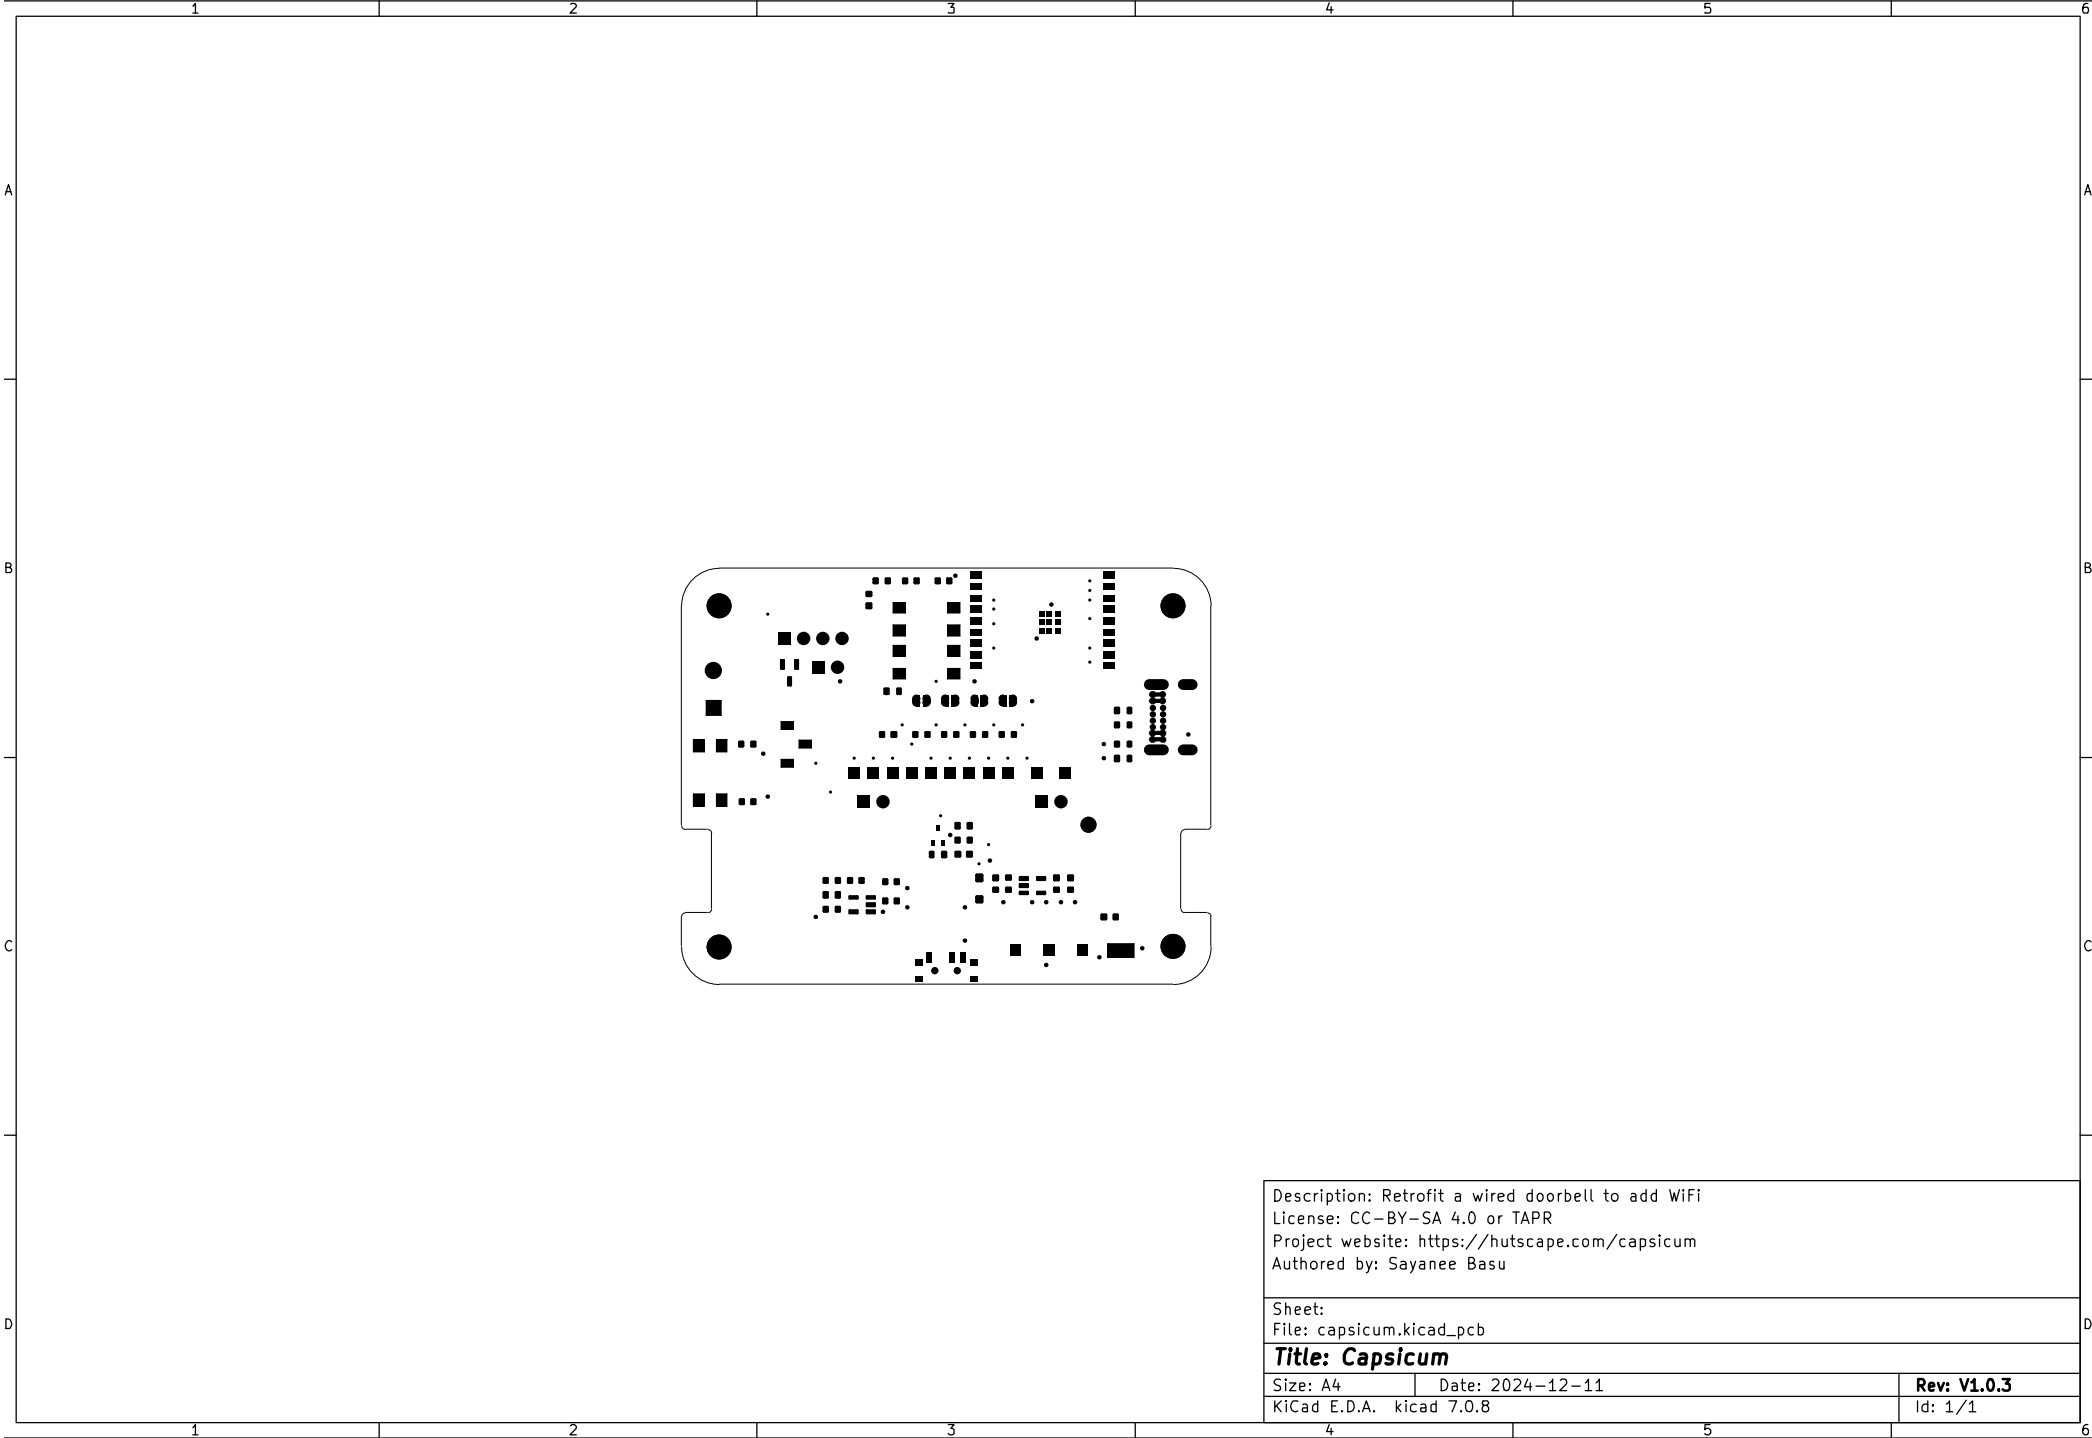 1 2 3 4 5 6
A A
B B
C C
Description: Retrofit a wired doorbell to add WiFi
License: CC-BY-SA 4.0 or TAPR
Project website: https://hutscape.com/capsicum
Authored by: Sayanee Basu
Sheet:
D D
File: capsicum.kicad_pcb
Title: Capsicum
Size: A4 Date: 2024-12-11 Rev: V1.0.3
KiCad E.D.A. kicad 7.0.8 Id: 1/1
1 2 3 4 5 6